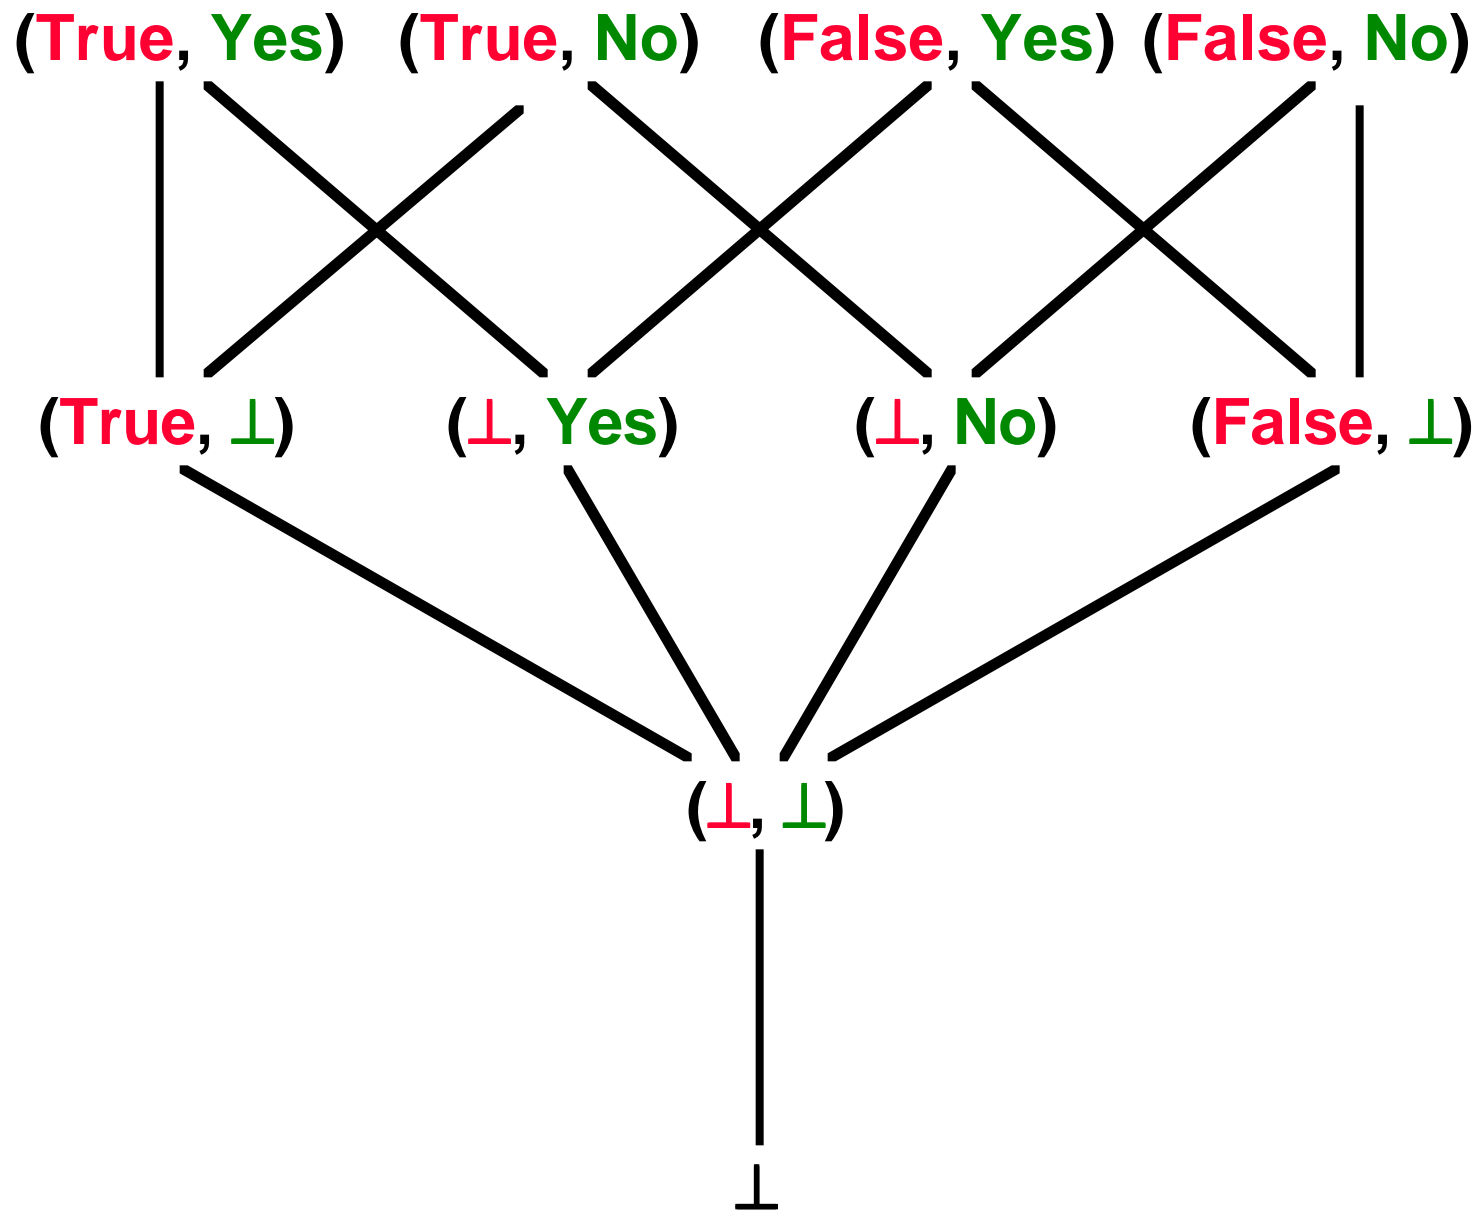 (True, Yes) (True, No) (False, Yes) (False, No)
(True, ⊥) (⊥, Yes) (⊥, No) (False, ⊥)
(⊥, ⊥)
⊥